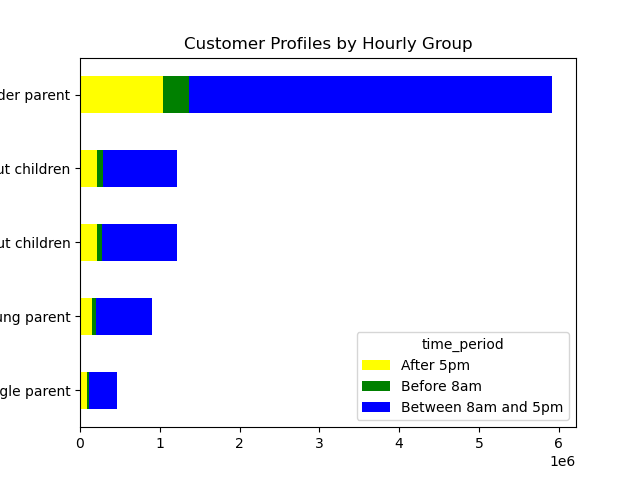 Customer Profiles by Hourly Group
der parent
ut children
ut children
ung parent
gle parent
time_period
After 5pm
Before 8am
Between 8am and 5pm
0 1 2 3 4 5 6
1e6